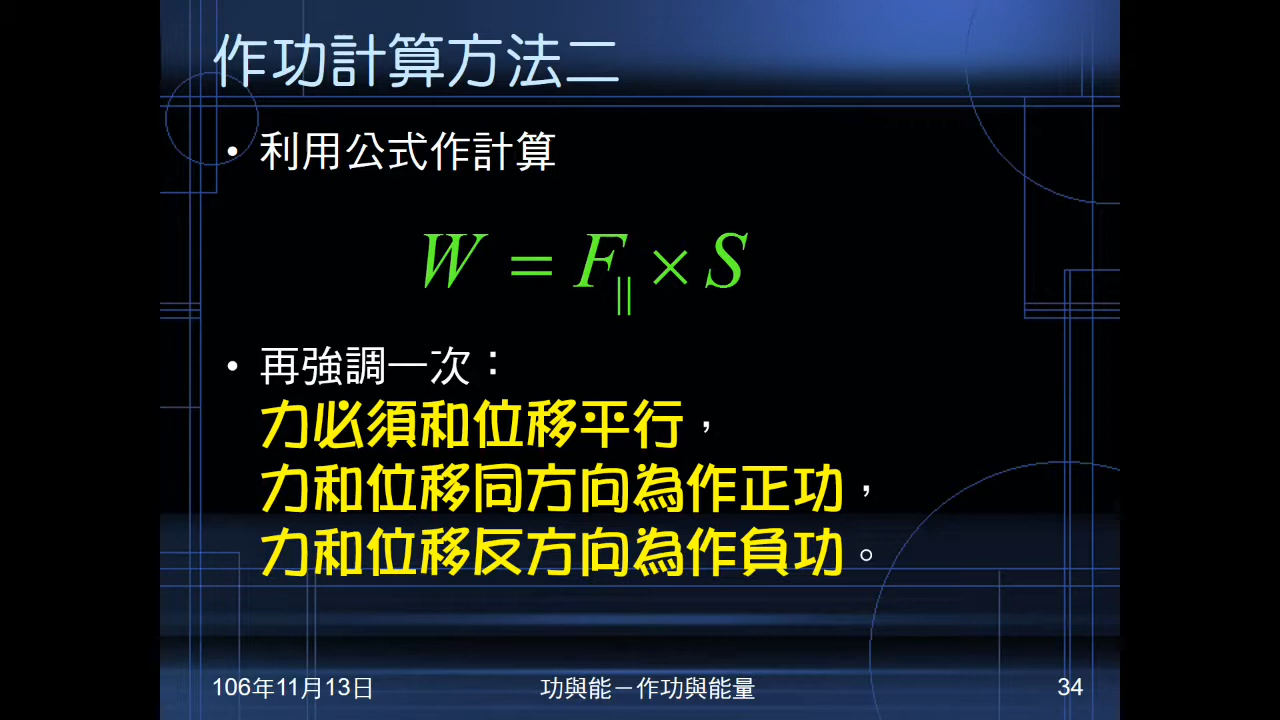 作功計算方法二
• 利用公式作計算
W = F∥ × S
• 再強調一次：
力必須和位移平行，
力和位移同方向為作正功，
力和位移反方向為作負功。
106年11月13日 功與能－作功與能量 34